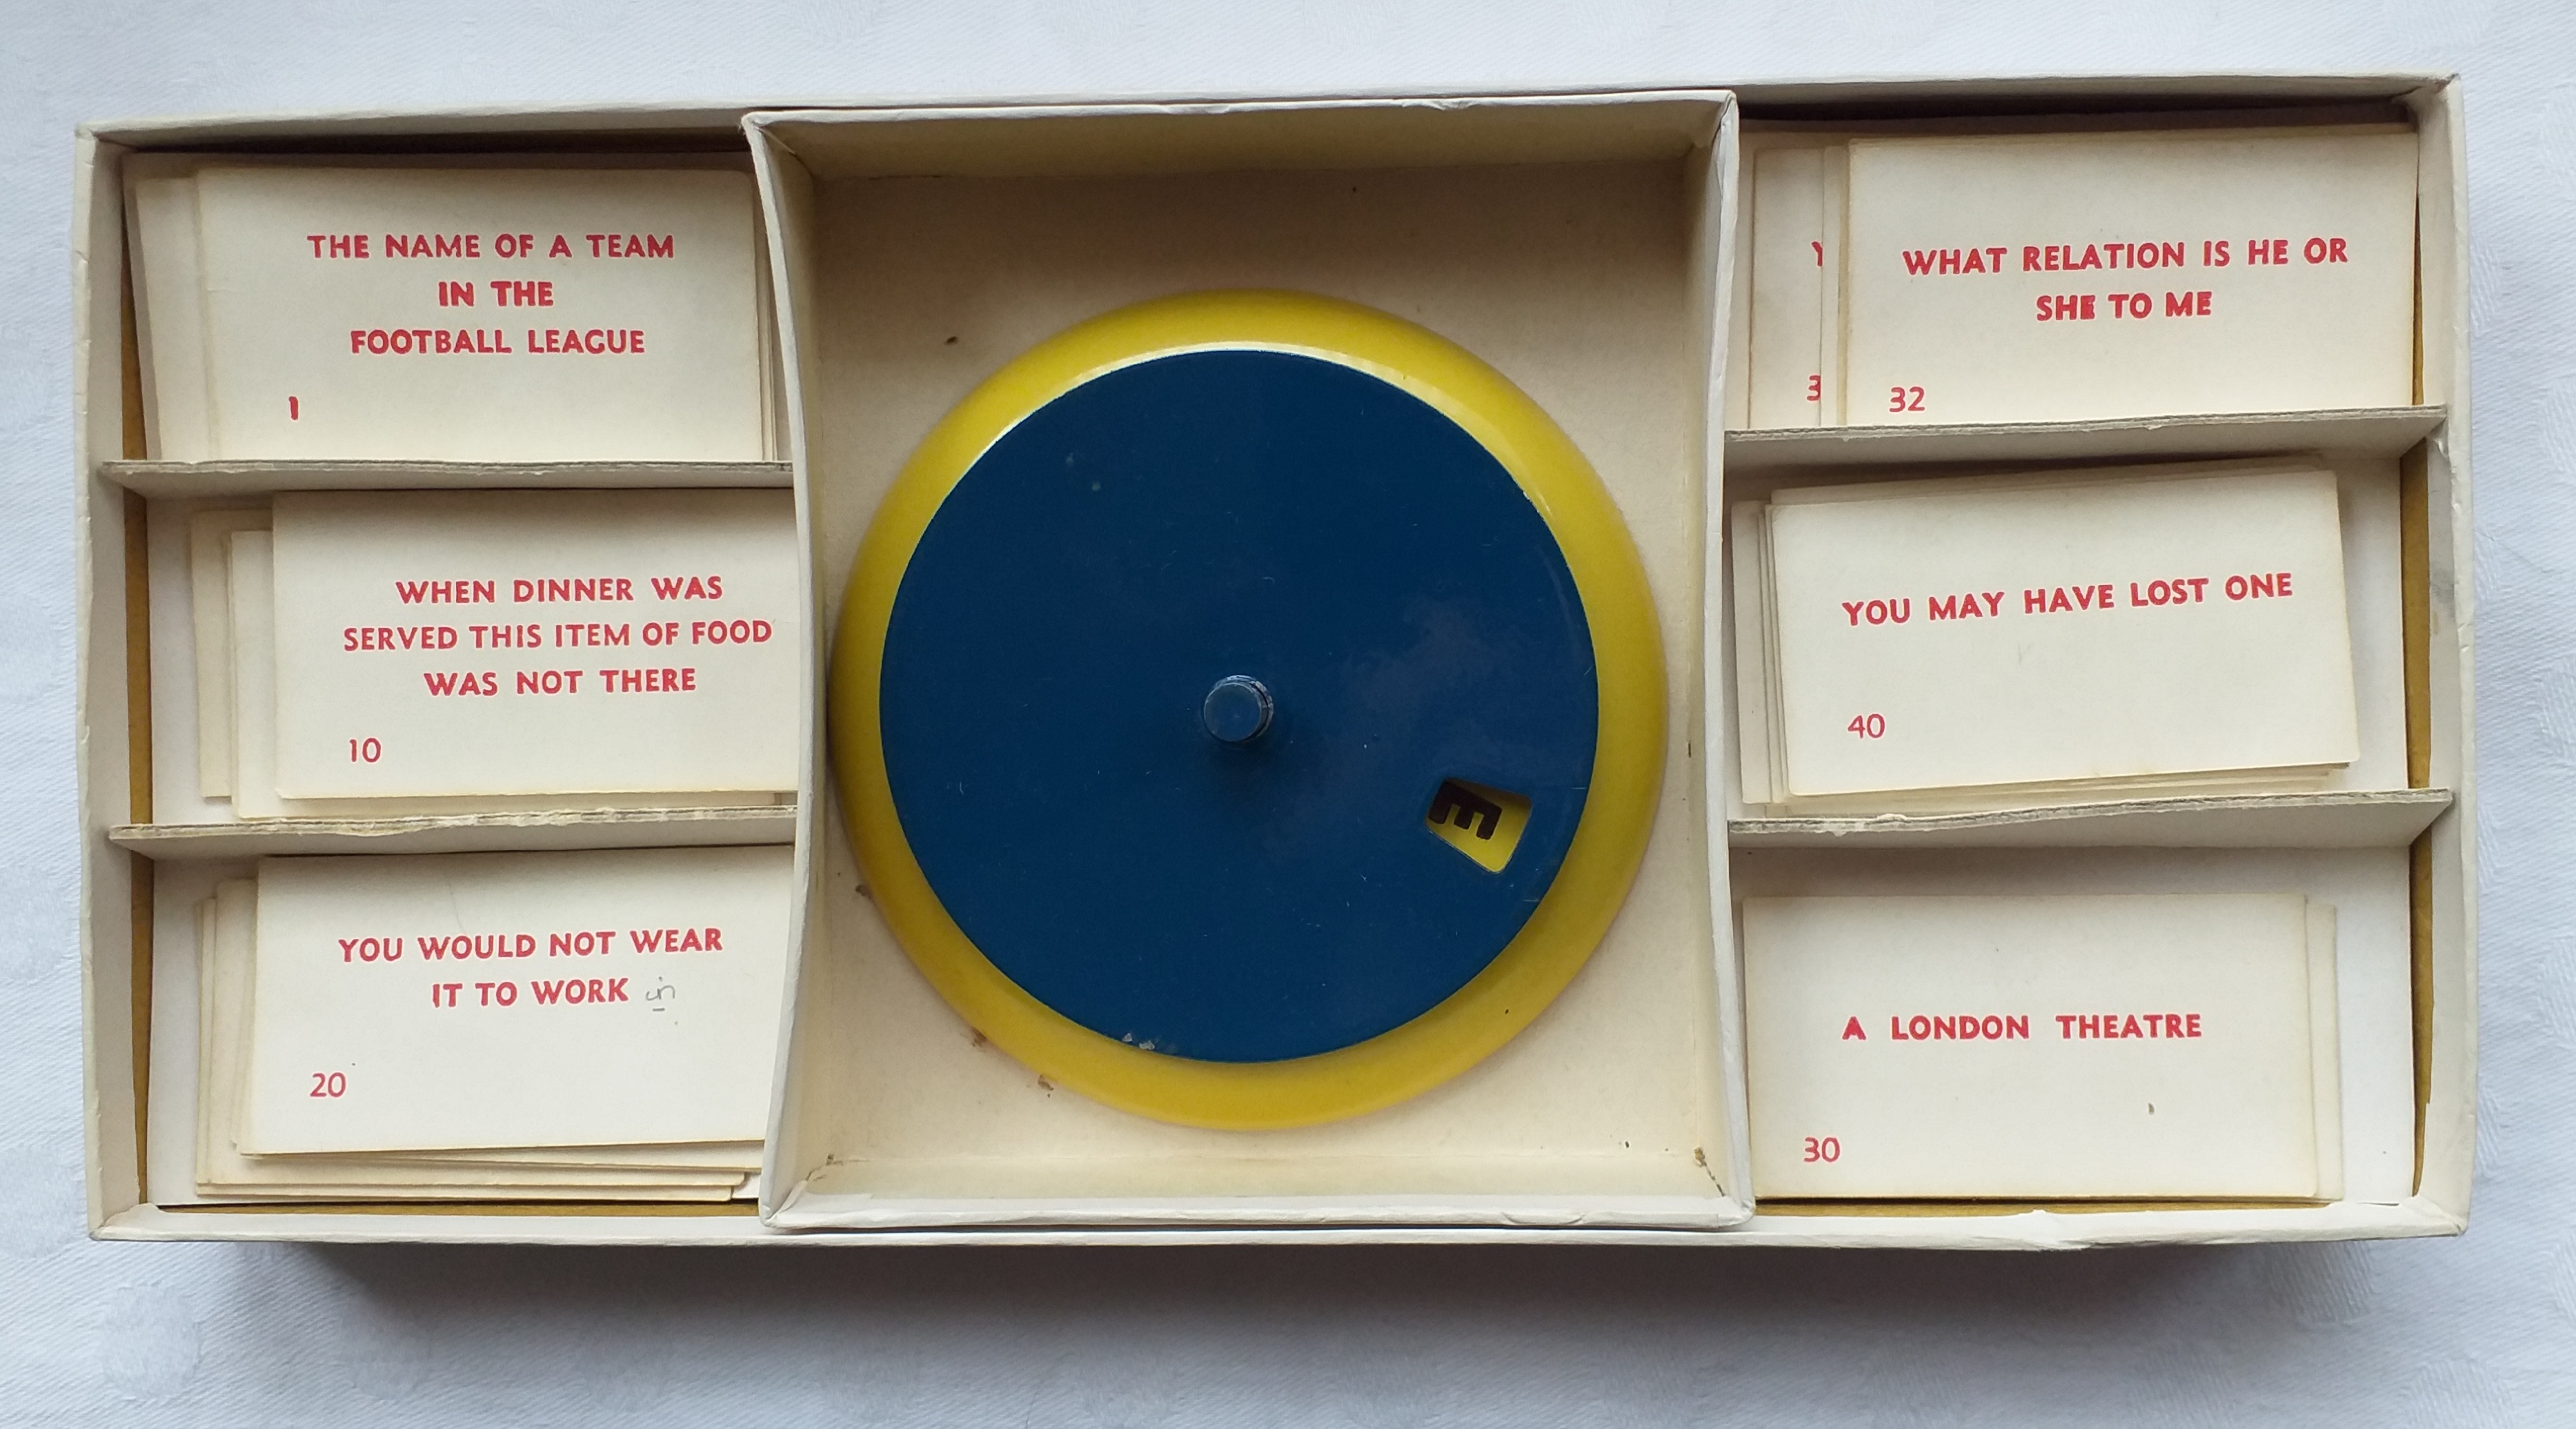 THE NAME OF A TEAM
IN THE
FOOTBALL LEAGUE
1
WHEN DINNER WAS
SERVED THIS ITEM OF FOOD
WAS NOT THERE
10
YOU WOULD NOT WEAR
IT TO WORK in
20
E
Y
3
WHAT RELATION IS HE OR
SHE TO ME
32
YOU MAY HAVE LOST ONE
40
A LONDON THEATRE
30